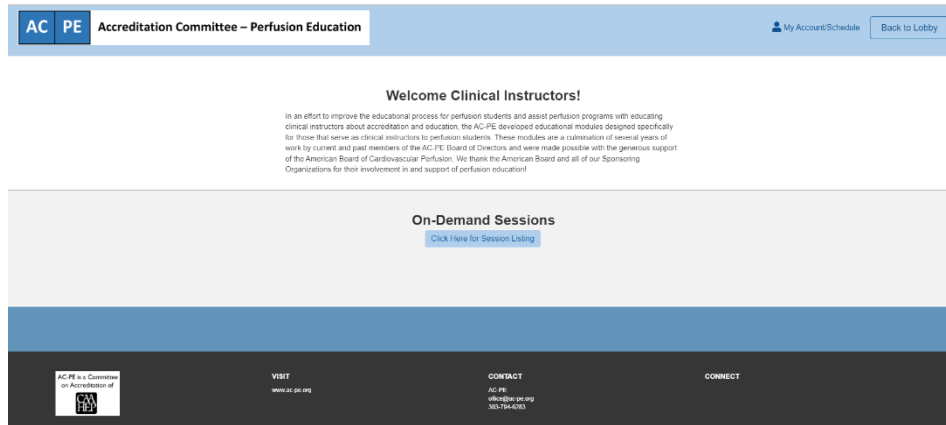 AC PE Accreditation Committee – Perfusion Education
My Account/Schedule
Back to Lobby
Welcome Clinical Instructors!
In an effort to improve the educational process for perfusion students and assist perfusion programs with educating
clinical instructors about accreditation and education, the AC-PE developed educational modules designed specifically
for those that serve as clinical instructors to perfusion students. These modules are a culmination of several years of
work by current and past members of the AC-PE Board of Directors and were made possible with the generous support
of the American Board of Cardiovascular Perfusion. We thank the American Board and all of our Sponsoring
Organizations for their involvement in and support of perfusion education!
On-Demand Sessions
Click Here for Session Listing
AC-PE is a Committee
on Accreditation of
CAA
HEP
VISIT
www.ac-pe.org
CONTACT
AC-PE
office@ac-pe.org
303-794-6283
CONNECT